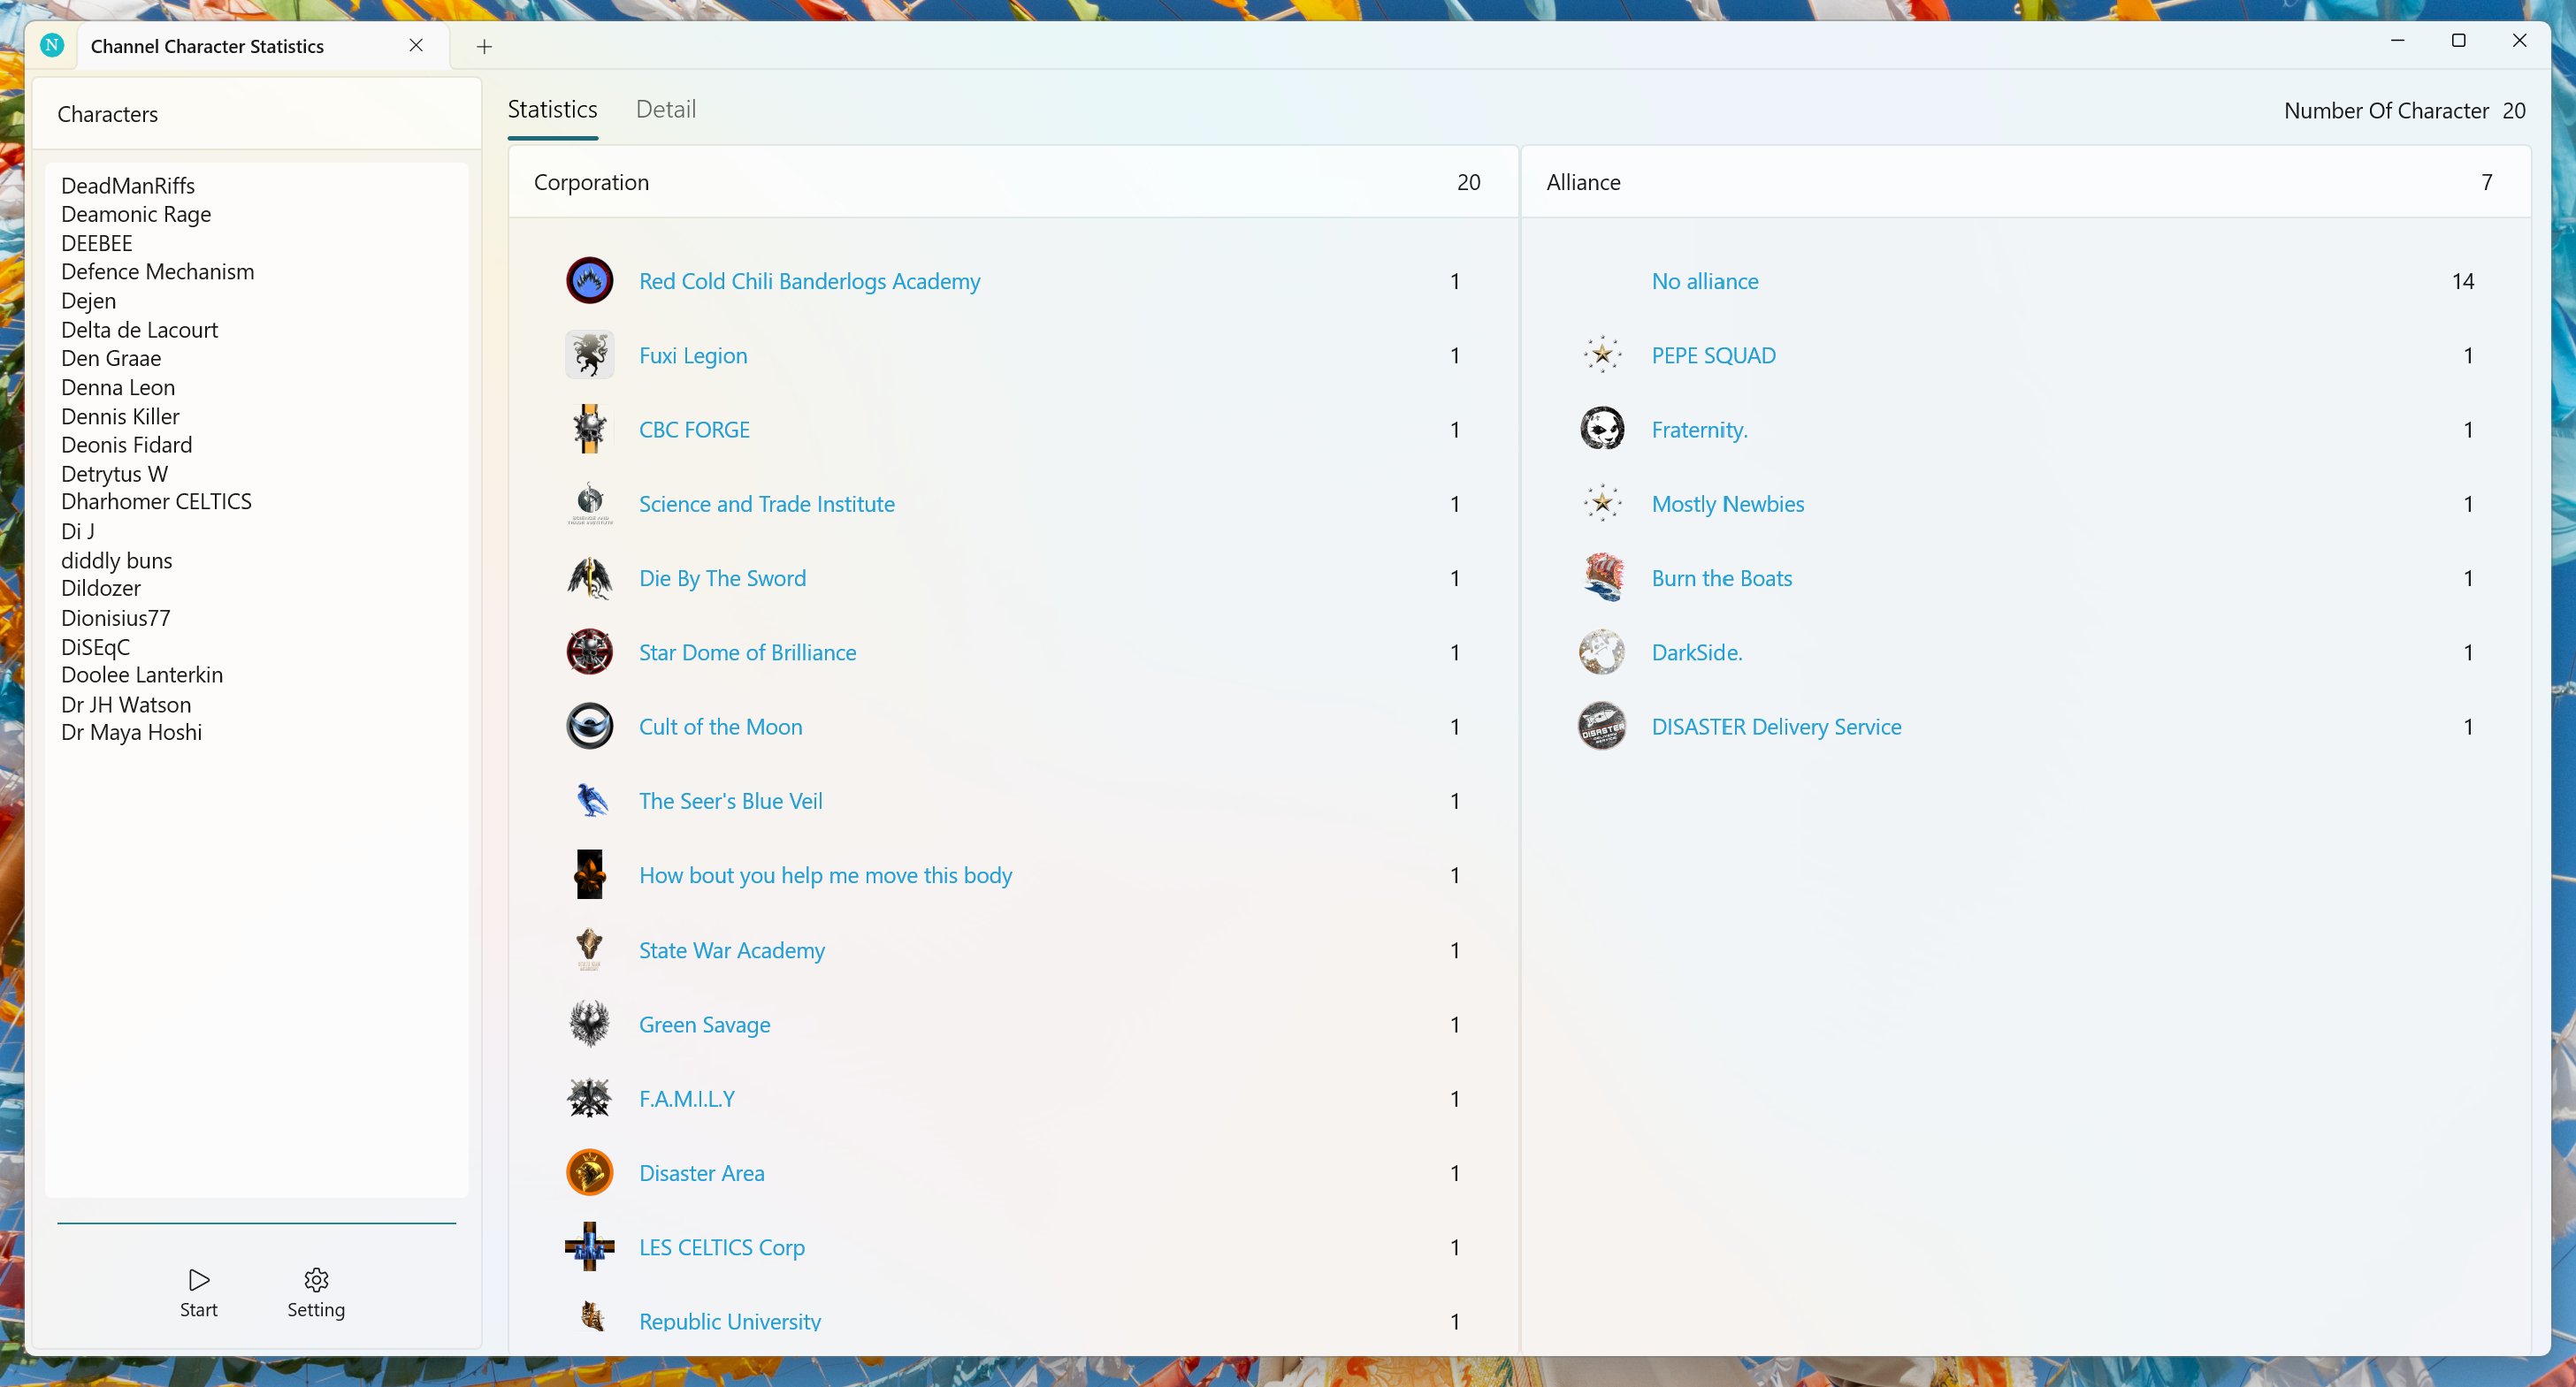 N Channel Character Statistics
Characters
DeadManRiffs
Deamonic Rage
DEEBEE
Defence Mechanism
Dejen
Delta de Lacourt
Den Graae
Denna Leon
Dennis Killer
Deonis Fidard
Detrytus W
Dharhomer CELTICS
Di J
diddly buns
Dildozer
Dionisius77
DiSEqC
Doolee Lanterkin
Dr JH Watson
Dr Maya Hoshi
Start Setting
Statistics Detail
Number Of Character 20
Corporation 20
Red Cold Chili Banderlogs Academy 1
Fuxi Legion 1
CBC FORGE 1
SCIENCE AND
TRADE INSTITUTE
Science and Trade Institute 1
Die By The Sword 1
Star Dome of Brilliance 1
Cult of the Moon 1
The Seer's Blue Veil 1
How bout you help me move this body 1
State War Academy 1
Green Savage 1
F.A.M.I.L.Y 1
Disaster Area 1
LES CELTICS Corp 1
Republic University 1
Alliance 7
No alliance 14
PEPE SQUAD 1
Fraternity. 1
Mostly Newbies 1
Burn the Boats 1
DarkSide. 1
DISASTER
DISASTER Delivery Service 1